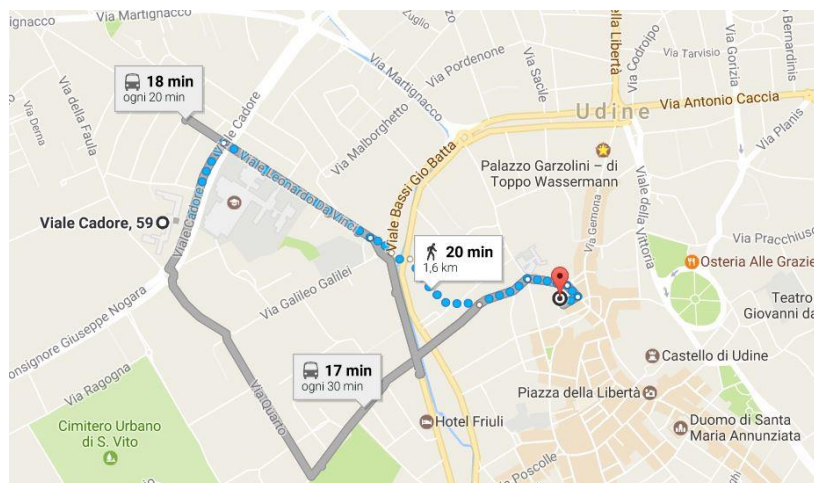 Via Martignacco
Zuglio
Via Martignacco
Via Pordenone
Via Sacile
della Libertà
Via Codroipo
Via Tarvisio
Via Gorizia
Bernardinis
Via Antonio Caccia
Udine
18 min
ogni 20 min
Via Derna
Via della Faula
Viale Cadore
Via Malborghetto
Via Planis
Palazzo Garzolini – di
Toppo Wassermann
Viale Leonardo da Vinci
Viale Bassi Gio.Batta
Via Gemona
Viale della Vittoria
Viale Cadore, 59
Viale Cadore
Via Pracchiuso
20 min
1,6 km
Osteria Alle Grazie
Via Galileo Galilei
Teatro
Giovanni da
onsignore Giuseppe Nogara
Via Ragogna
17 min
ogni 30 min
Castello di Udine
Via Quarto
Piazza della Libertà
Cimitero Urbano
di S. Vito
Hotel Friuli
Duomo di Santa
Maria Annunziata
Via Poscolle